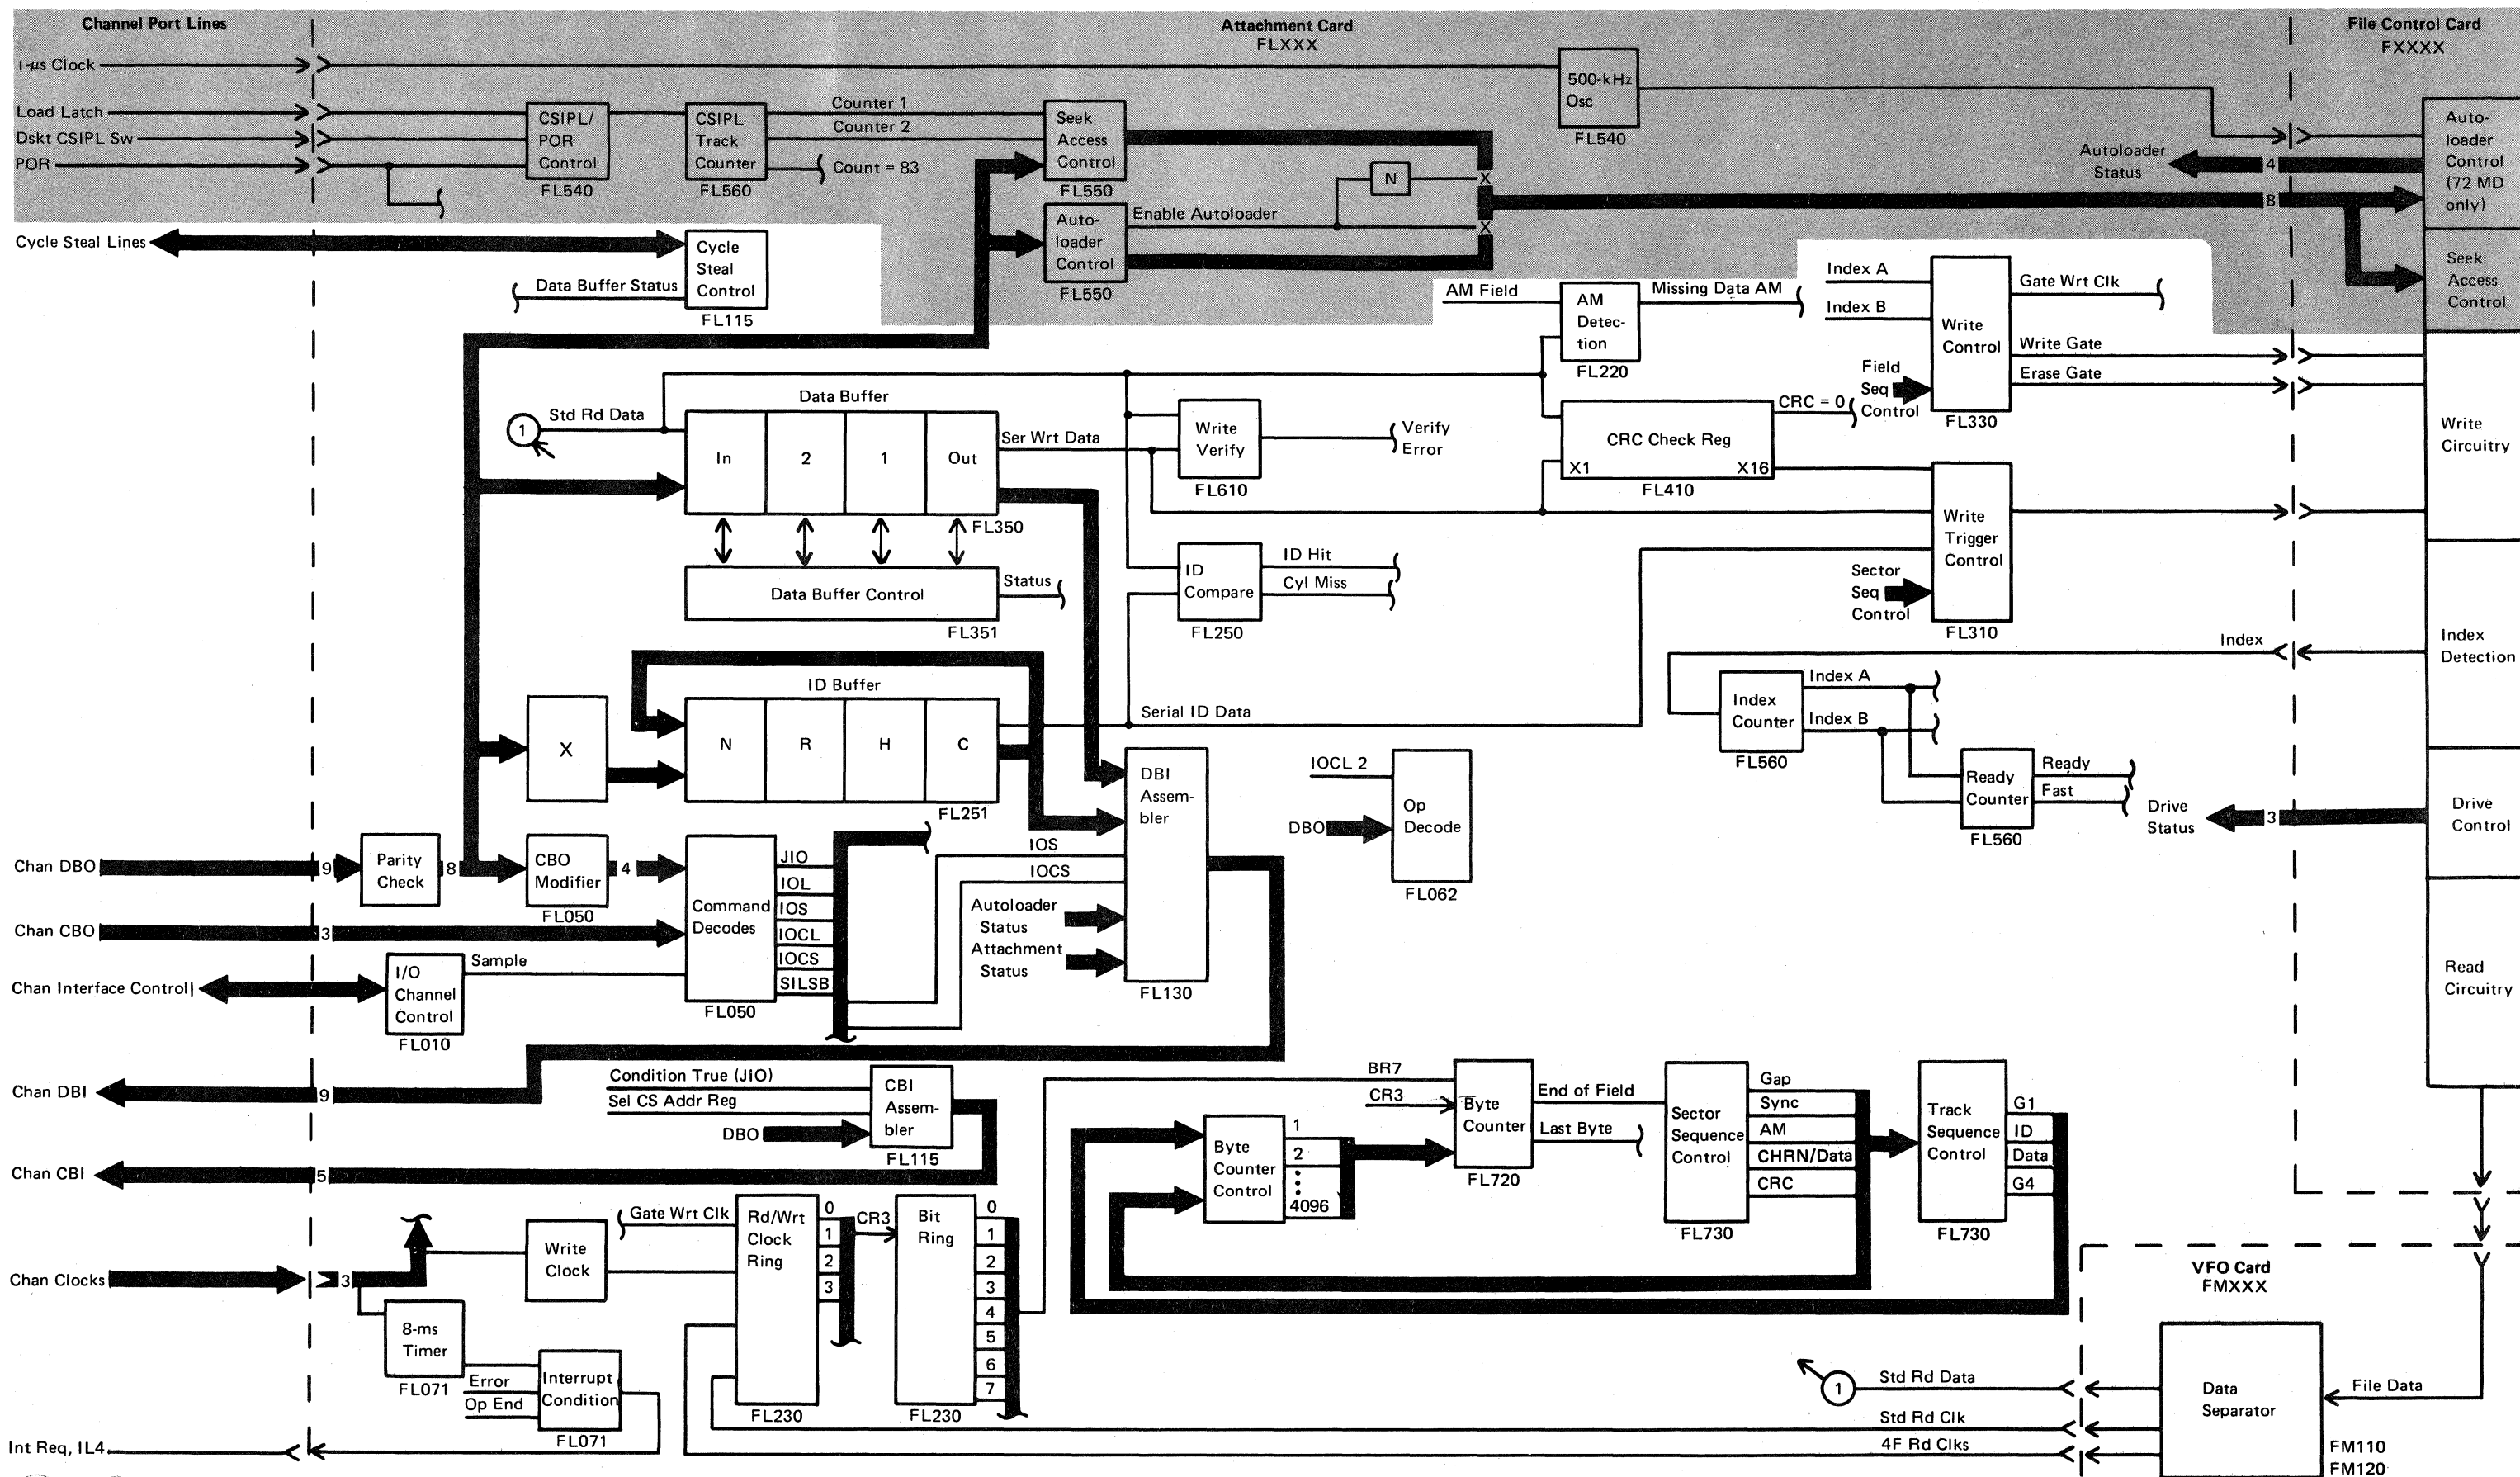 Channel Port Lines
Attachment Card
FLXXX
File Control Card
FXXXX
1-µs Clock
500-kHz
Osc
FL540
Load Latch
Dskt CSIPL Sw
POR
CSIPL/
POR
Control
FL540
CSIPL
Track
Counter
FL560
Counter 1
Counter 2
Count = 83
Seek
Access
Control
FL550
N
X
X
Autoloader
Status
4
8
Auto-
loader
Control
(72 MD
only)
Seek
Access
Control
Auto-
loader
Control
FL550
Enable Autoloader
Cycle Steal Lines
Cycle
Steal
Control
FL115
Data Buffer Status
AM Field
AM
Detec-
tion
FL220
Missing Data AM
Index A
Index B
Write
Control
FL330
Gate Wrt Clk
Write Gate
Erase Gate
Field
Seq
Control
Write
Circuitry
1
Std Rd Data
Data Buffer
In
2
1
Out
FL350
Ser Wrt Data
Write
Verify
FL610
Verify
Error
CRC Check Reg
X1
X16
FL410
CRC = 0
Data Buffer Control
FL351
Status
ID
Compare
FL250
ID Hit
Cyl Miss
Write
Trigger
Control
FL310
Sector
Seq
Control
Index
Index
Detection
ID Buffer
X
N
R
H
C
FL251
Serial ID Data
Index
Counter
FL560
Index A
Index B
Ready
Counter
FL560
Ready
Fast
Drive
Status
3
Drive
Control
DBI
Assem-
bler
FL130
IOCL 2
DBO
Op
Decode
FL062
Chan DBO
9
Parity
Check
8
CBO
Modifier
FL050
4
Command
Decodes
FL050
JIO
IOL
IOS
IOCL
IOCS
SILSB
IOS
IOCS
Autoloader
Status
Attachment
Status
Chan CBO
3
Sample
Chan Interface Control
I/O
Channel
Control
FL010
Read
Circuitry
Chan DBI
9
Condition True (JIO)
Sel CS Addr Reg
DBO
CBI
Assem-
bler
FL115
Chan CBI
5
BR7
CR3
Byte
Counter
FL720
End of Field
Last Byte
Byte
Counter
Control
1
2
4096
Sector
Sequence
Control
FL730
Gap
Sync
AM
CHRN/Data
CRC
Track
Sequence
Control
FL730
G1
ID
Data
G4
Chan Clocks
3
Write
Clock
Gate Wrt Clk
Rd/Wrt
Clock
Ring
FL230
0
1
2
3
CR3
Bit
Ring
FL230
0
1
2
3
4
5
6
7
8-ms
Timer
FL071
Error
Op End
Interrupt
Condition
FL071
Int Req, IL4
VFO Card
FMXXX
1
Std Rd Data
Std Rd Clk
4F Rd Clks
Data
Separator
File Data
FM110
FM120